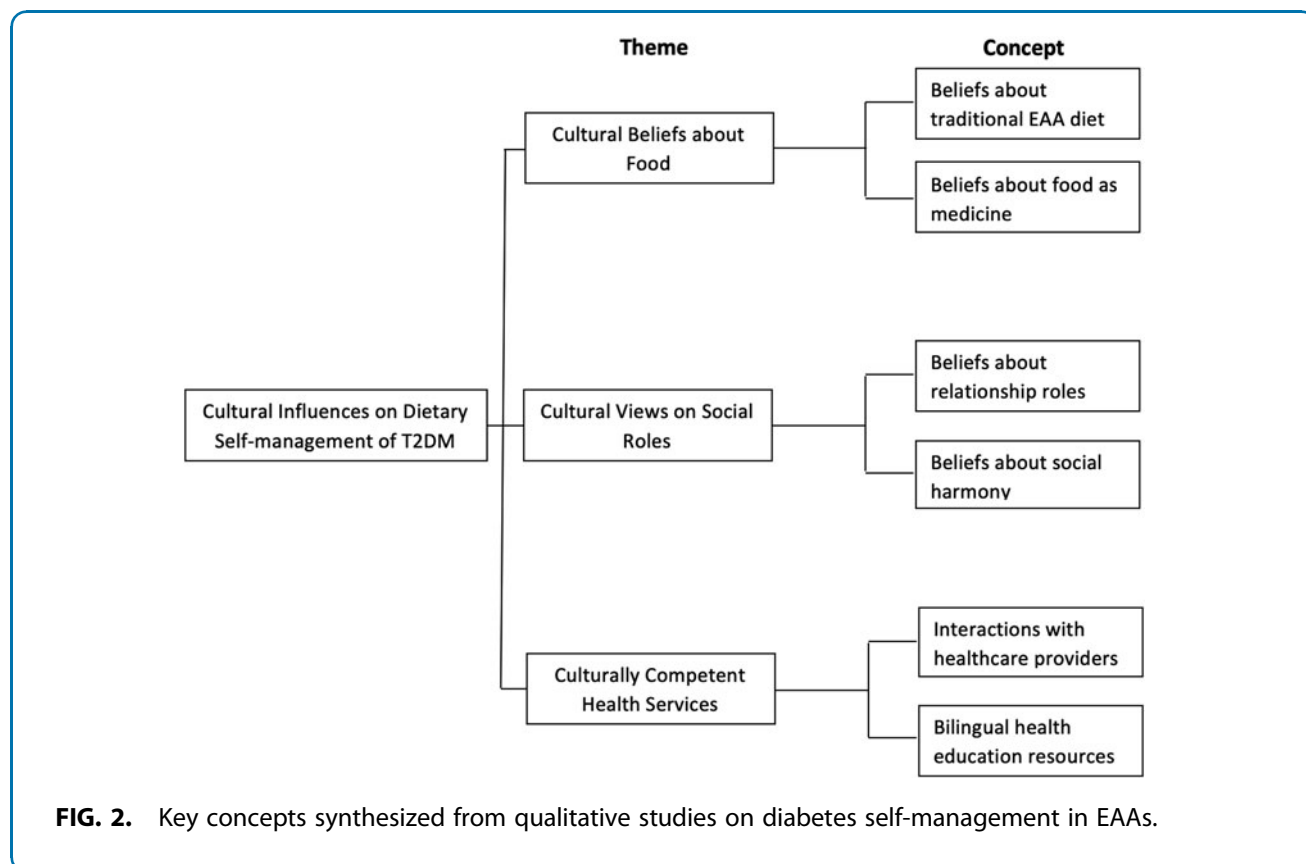 Theme
Concept
Cultural Influences on Dietary
Self-management of T2DM
Cultural Beliefs about
Food
Beliefs about
traditional EAA diet
Beliefs about food as
medicine
Cultural Views on Social
Roles
Beliefs about
relationship roles
Beliefs about social
harmony
Culturally Competent
Health Services
Interactions with
healthcare providers
Bilingual health
education resources
FIG. 2. Key concepts synthesized from qualitative studies on diabetes self-management in EAAs.